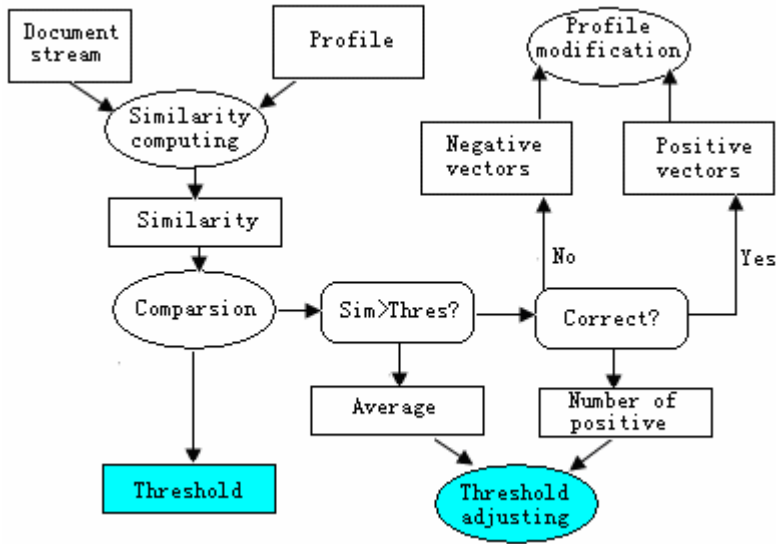 Document
stream
Profile
Profile
modification
Similarity
computing
Negative
vectors
Positive
vectors
Similarity
No
Yes
Comparsion
Sim>Thres?
Correct?
Average
Number of
positive
Threshold
Threshold
adjusting